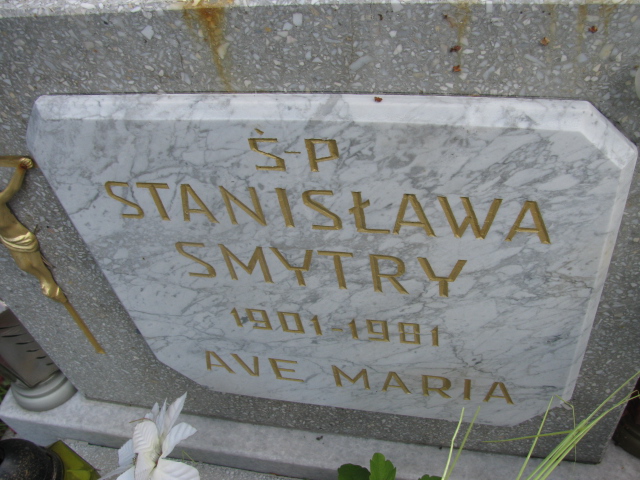 Ś-P
STANISŁAWA
SMYTRY
1901-1981
AVE MARIA